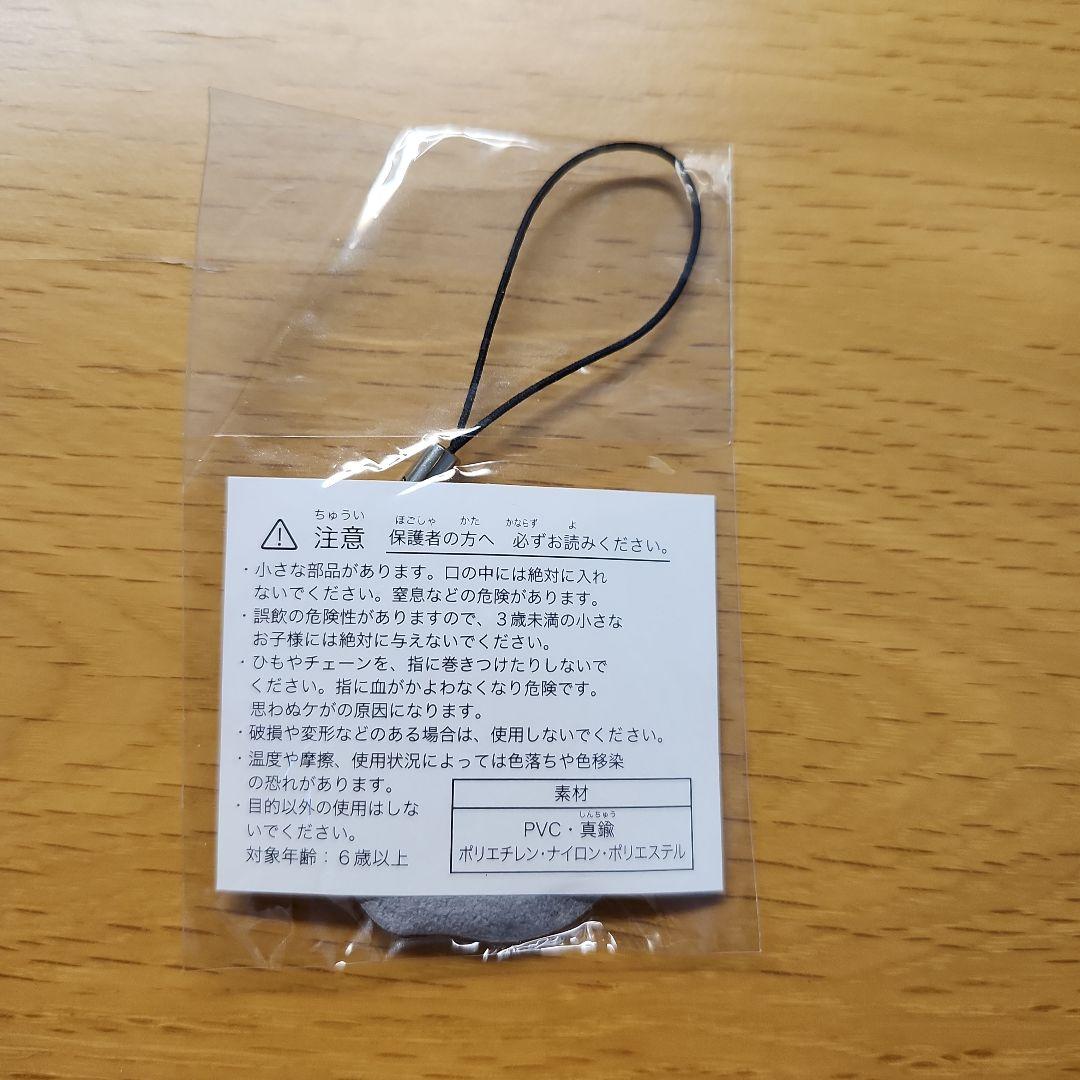 ちゅうい ほごしゃ かた かならず よ
注意 保護者の方へ 必ずお読みください。
・小さな部品があります。口の中には絶対に入れ
ないでください。窒息などの危険があります。
・誤飲の危険性がありますので、３歳未満の小さな
お子様には絶対に与えないでください。
・ひもやチェーンを、指に巻きつけたりしないで
ください。指に血がかよわなくなり危険です。
思わぬケがの原因になります。
・破損や変形などのある場合は、使用しないでください。
・温度や摩擦、使用状況によっては色落ちや色移染
の恐れがあります。
・目的以外の使用はしな
いでください。
対象年齢：６歳以上
素材
しんちゅう
PVC・真鍮
ポリエチレン・ナイロン・ポリエステル